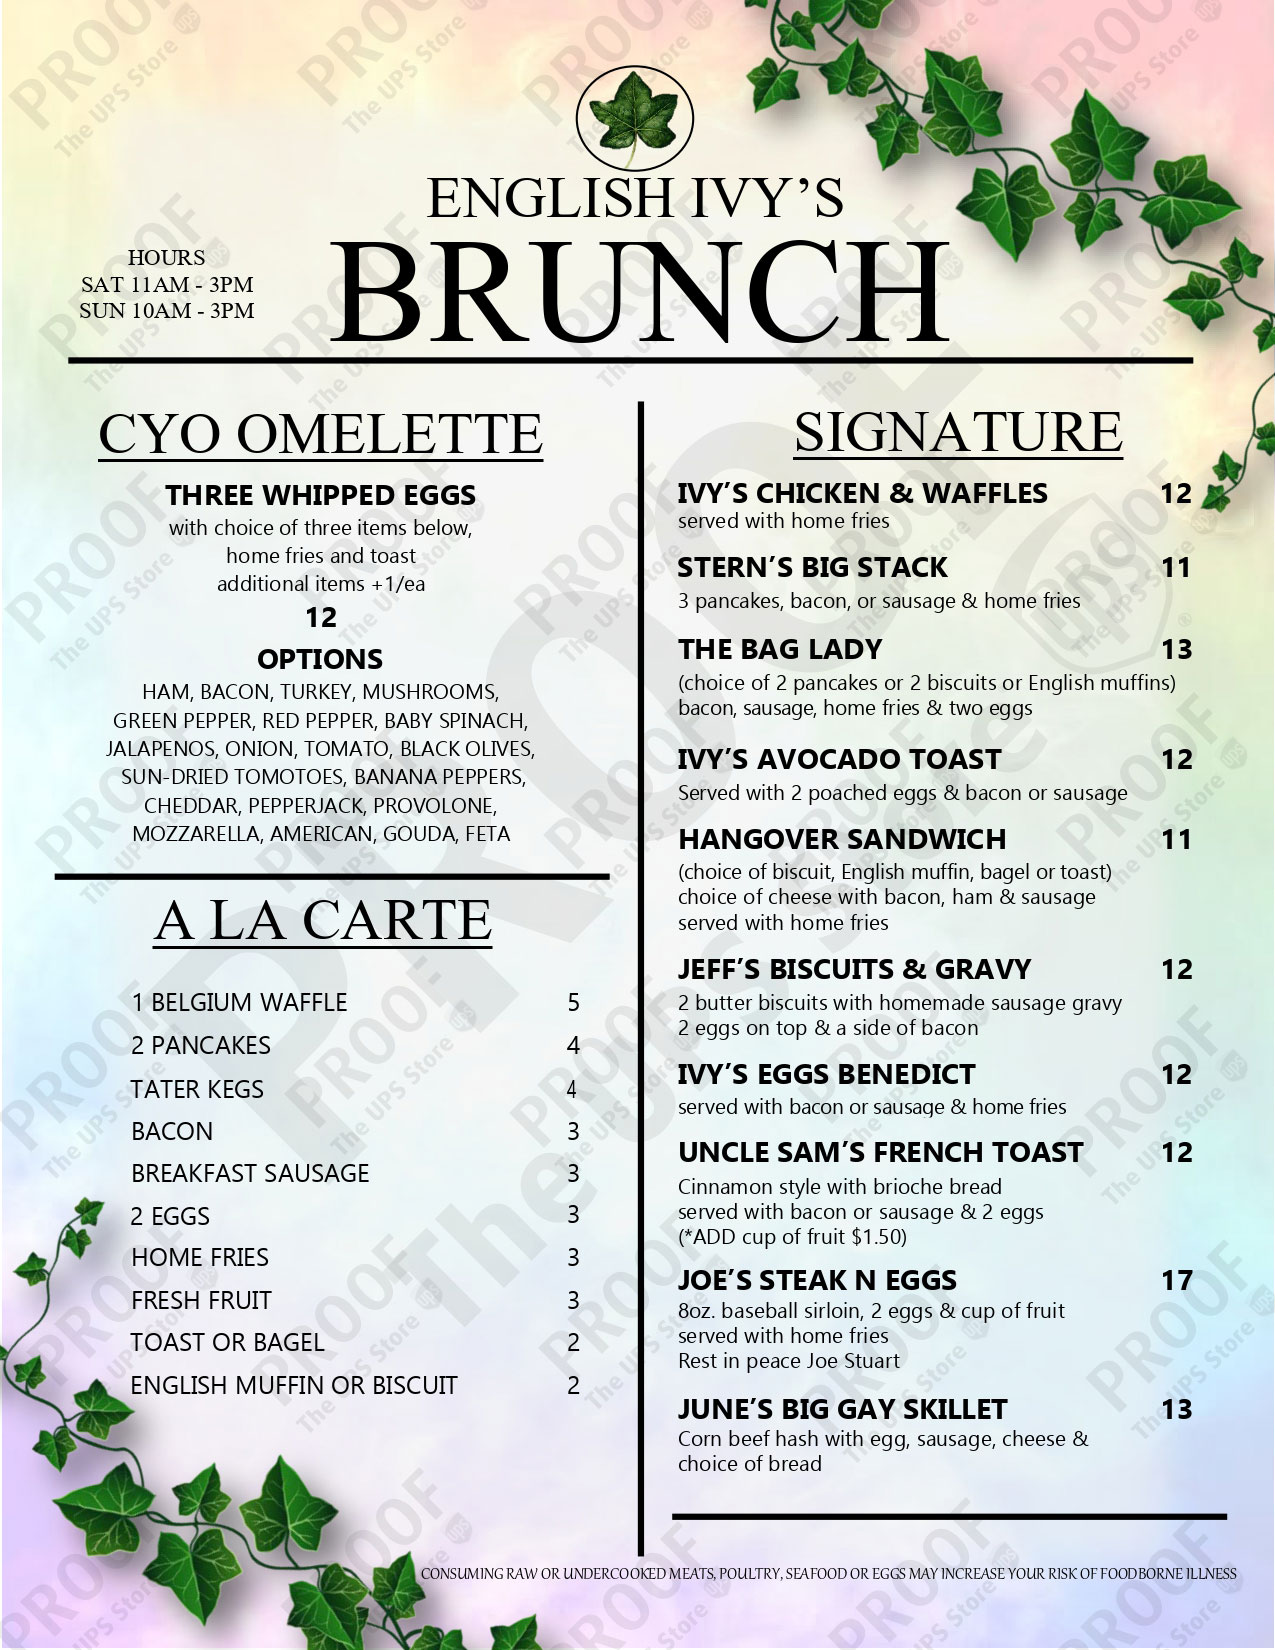 ENGLISH IVY'S
BRUNCH
HOURS
SAT 11AM - 3PM
SUN 10AM - 3PM
CYO OMELETTE
THREE WHIPPED EGGS
with choice of three items below,
home fries and toast
additional items +1/ea
12
OPTIONS
HAM, BACON, TURKEY, MUSHROOMS,
GREEN PEPPER, RED PEPPER, BABY SPINACH,
JALAPENOS, ONION, TOMATO, BLACK OLIVES,
SUN-DRIED TOMOTOES, BANANA PEPPERS,
CHEDDAR, PEPPERJACK, PROVOLONE,
MOZZARELLA, AMERICAN, GOUDA, FETA
A LA CARTE
1 BELGIUM WAFFLE 5
2 PANCAKES 4
TATER KEGS 4
BACON 3
BREAKFAST SAUSAGE 3
2 EGGS 3
HOME FRIES 3
FRESH FRUIT 3
TOAST OR BAGEL 2
ENGLISH MUFFIN OR BISCUIT 2
SIGNATURE
IVY'S CHICKEN & WAFFLES 12
served with home fries
STERN'S BIG STACK 11
3 pancakes, bacon, or sausage & home fries
THE BAG LADY 13
(choice of 2 pancakes or 2 biscuits or English muffins)
bacon, sausage, home fries & two eggs
IVY'S AVOCADO TOAST 12
Served with 2 poached eggs & bacon or sausage
HANGOVER SANDWICH 11
(choice of biscuit, English muffin, bagel or toast)
choice of cheese with bacon, ham & sausage
served with home fries
JEFF'S BISCUITS & GRAVY 12
2 butter biscuits with homemade sausage gravy
2 eggs on top & a side of bacon
IVY'S EGGS BENEDICT 12
served with bacon or sausage & home fries
UNCLE SAM'S FRENCH TOAST 12
Cinnamon style with brioche bread
served with bacon or sausage & 2 eggs
(*ADD cup of fruit $1.50)
JOE'S STEAK N EGGS 17
8oz. baseball sirloin, 2 eggs & cup of fruit
served with home fries
Rest in peace Joe Stuart
JUNE'S BIG GAY SKILLET 13
Corn beef hash with egg, sausage, cheese &
choice of bread
CONSUMING RAW OR UNDERCOOKED MEATS, POULTRY, SEAFOOD OR EGGS MAY INCREASE YOUR RISK OF FOODBORNE ILLNESS
PROOF
The UPS Store